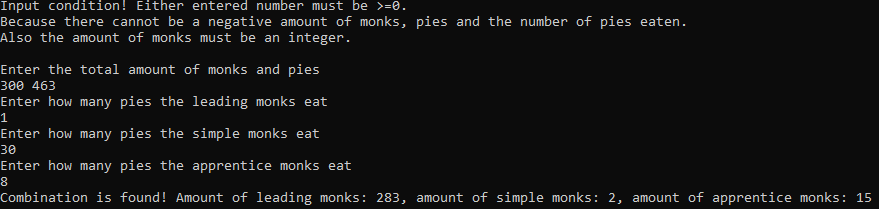 Input condition! Either entered number must be >=0.
Because there cannot be a negative amount of monks, pies and the number of pies eaten.
Also the amount of monks must be an integer.
Enter the total amount of monks and pies
300 463
Enter how many pies the leading monks eat
1
Enter how many pies the simple monks eat
30
Enter how many pies the apprentice monks eat
8
Combination is found! Amount of leading monks: 283, amount of simple monks: 2, amount of apprentice monks: 15